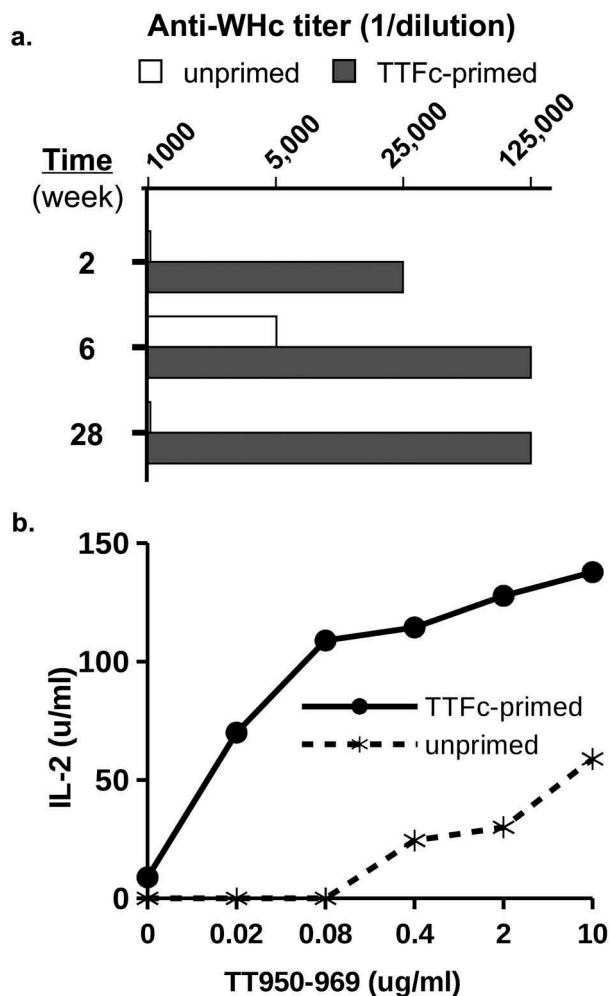 a.
Anti-WHc titer (1/dilution)
unprimed TTFc-primed
1000 5,000 25,000 125,000
Time
(week)
2
6
28
b.
150
100
50
0
IL-2 (u/ml)
TTFc-primed
unprimed
0 0.02 0.08 0.4 2 10
TT950-969 (ug/ml)